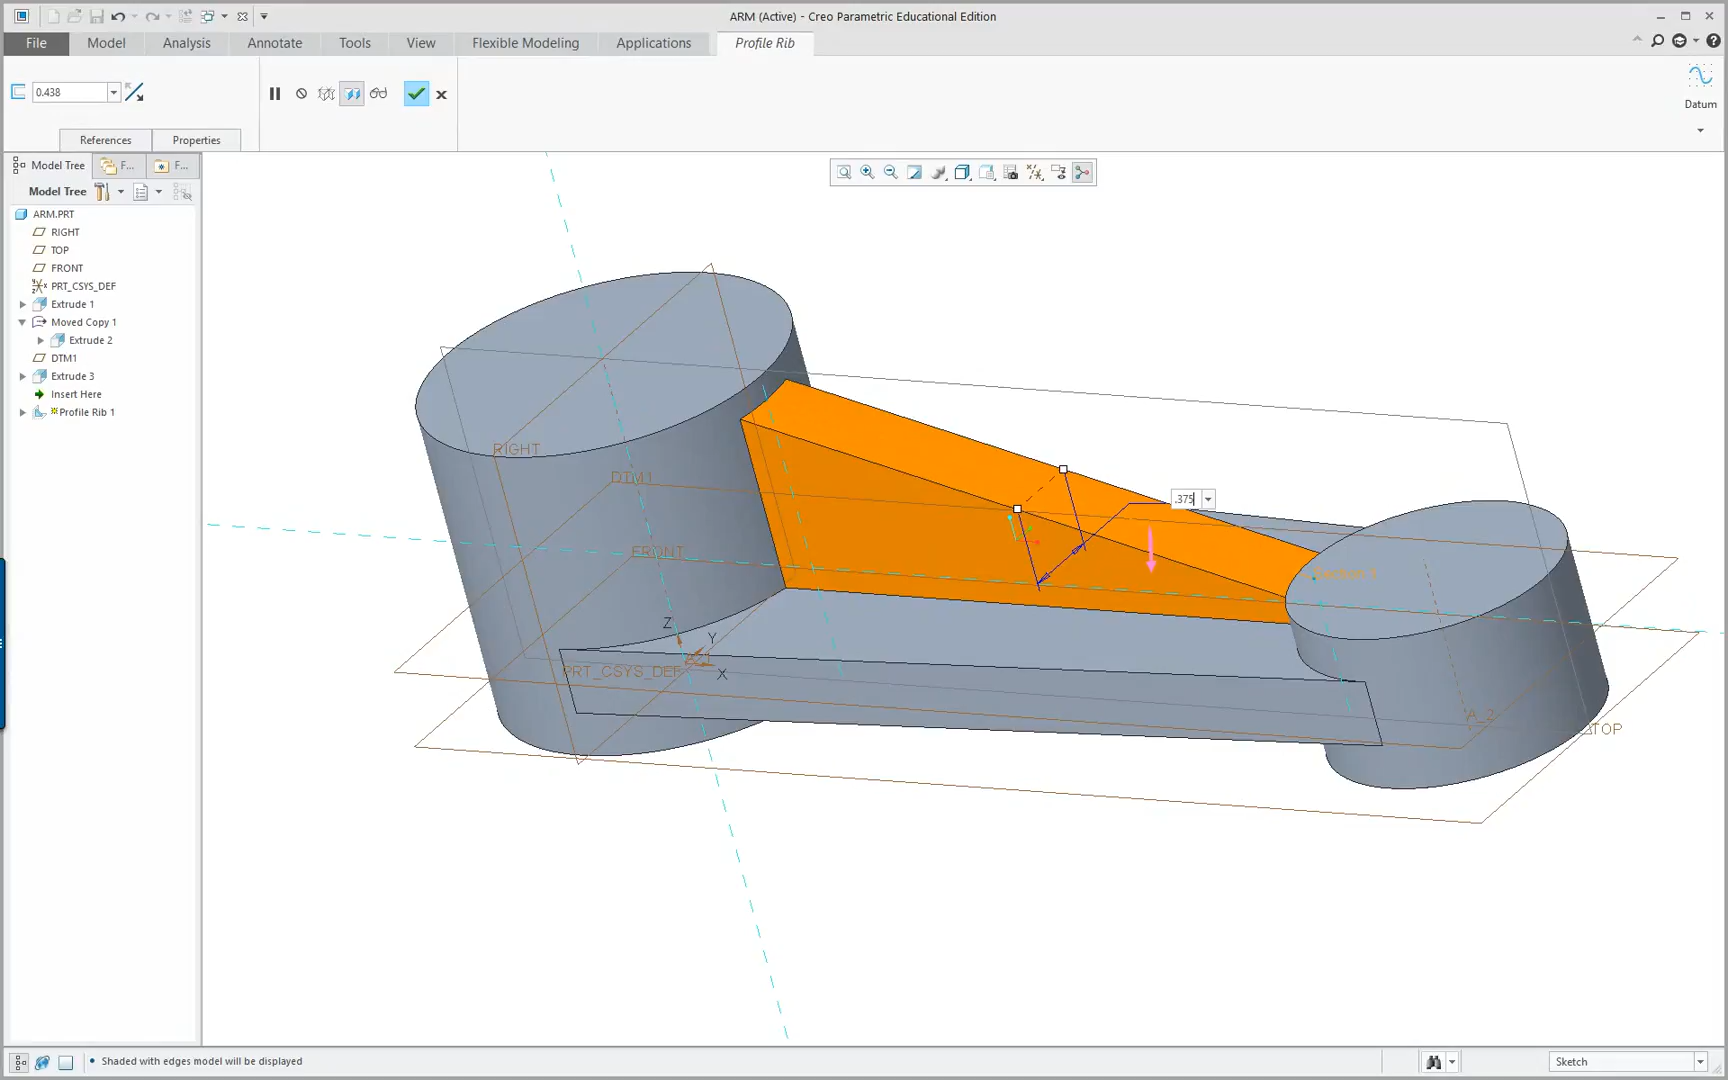 ARM (Active) - Creo Parametric Educational Edition
File Model Analysis Annotate Tools View Flexible Modeling Applications Profile Rib
0.438
Datum
References Properties
Model Tree F... F...
Model Tree
ARM.PRT
RIGHT
TOP
FRONT
PRT_CSYS_DEF
Extrude 1
Moved Copy 1
Extrude 2
DTM1
Extrude 3
Insert Here
Profile Rib 1
RIGHT
DTM1
.375
FRONT
Section 1
Z
Y
PRT_CSYS_DEF
X
A_2
TOP
Shaded with edges model will be displayed
Sketch